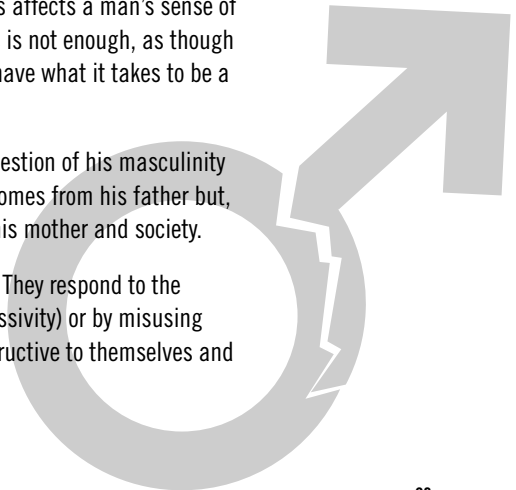 s affects a man's sense of
is not enough, as though
have what it takes to be a
estion of his masculinity
omes from his father but,
his mother and society.
They respond to the
ssivity) or by misusing
ructive to themselves and